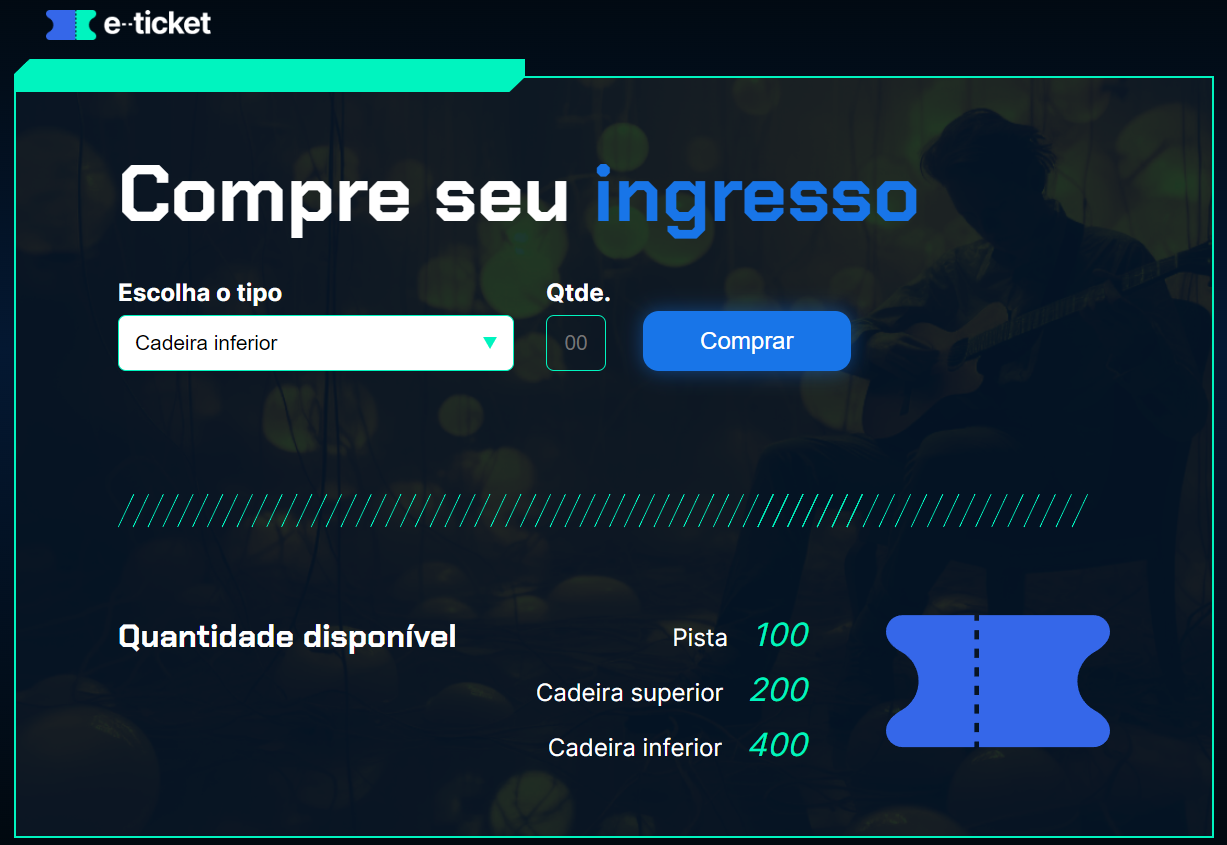 e--ticket
Compre seu ingresso
Escolha o tipo
Qtde.
Cadeira inferior
00
Comprar
Quantidade disponível
Pista 100
Cadeira superior 200
Cadeira inferior 400